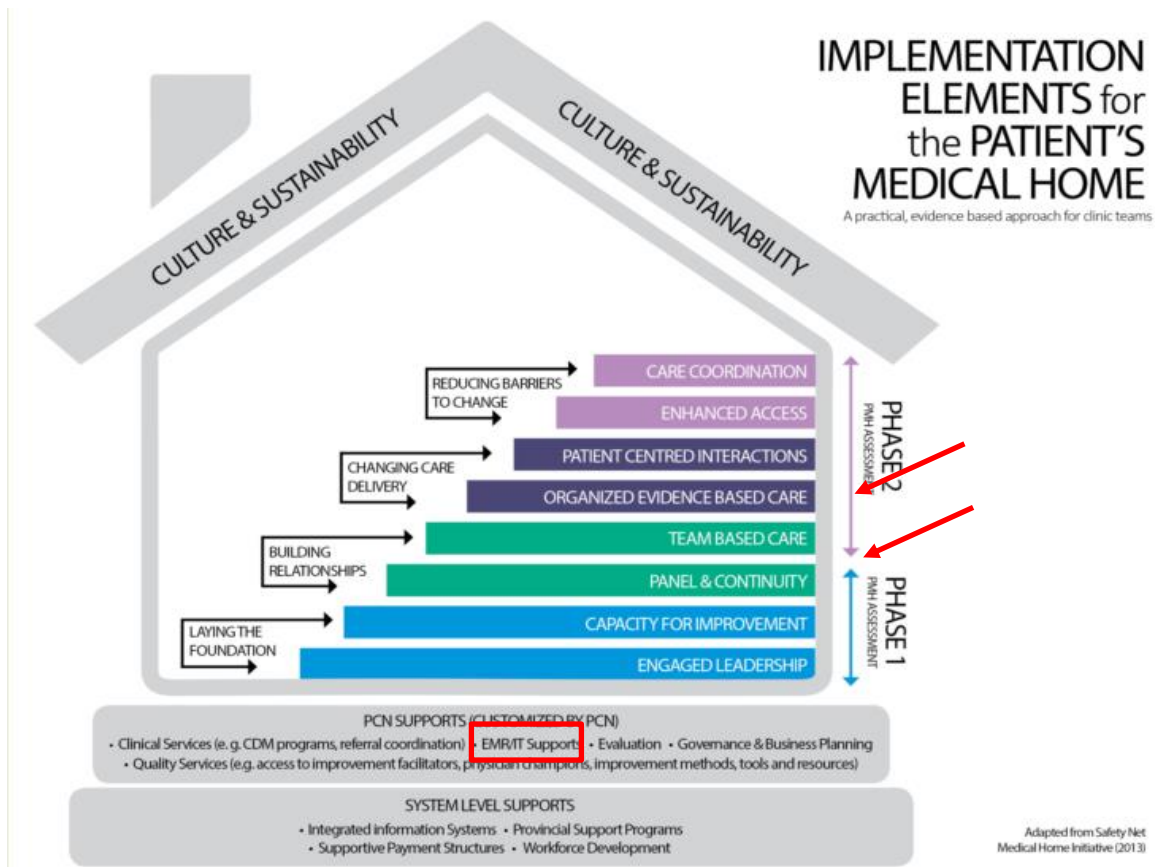 IMPLEMENTATION
ELEMENTS for
the PATIENT'S
MEDICAL HOME
A practical, evidence based approach for clinic teams
CULTURE & SUSTAINABILITY
CULTURE & SUSTAINABILITY
REDUCING BARRIERS
TO CHANGE
CARE COORDINATION
ENHANCED ACCESS
CHANGING CARE
DELIVERY
PATIENT CENTRED INTERACTIONS
ORGANIZED EVIDENCE BASED CARE
BUILDING
RELATIONSHIPS
TEAM BASED CARE
PANEL & CONTINUITY
LAYING THE
FOUNDATION
CAPACITY FOR IMPROVEMENT
ENGAGED LEADERSHIP
PHASE 2
PMH ASSESSMENT
PHASE 1
PMH ASSESSMENT
PCN SUPPORTS (CUSTOMIZED BY PCN)
• Clinical Services (e. g. CDM programs, referral coordination) • EMR/IT Supports • Evaluation • Governance & Business Planning
• Quality Services (e.g. access to improvement facilitators, physician champions, improvement methods, tools and resources)
SYSTEM LEVEL SUPPORTS
• Integrated information Systems • Provincial Support Programs
• Supportive Payment Structures • Workforce Development
Adapted from Safety Net
Medical Home Initiative (2013)